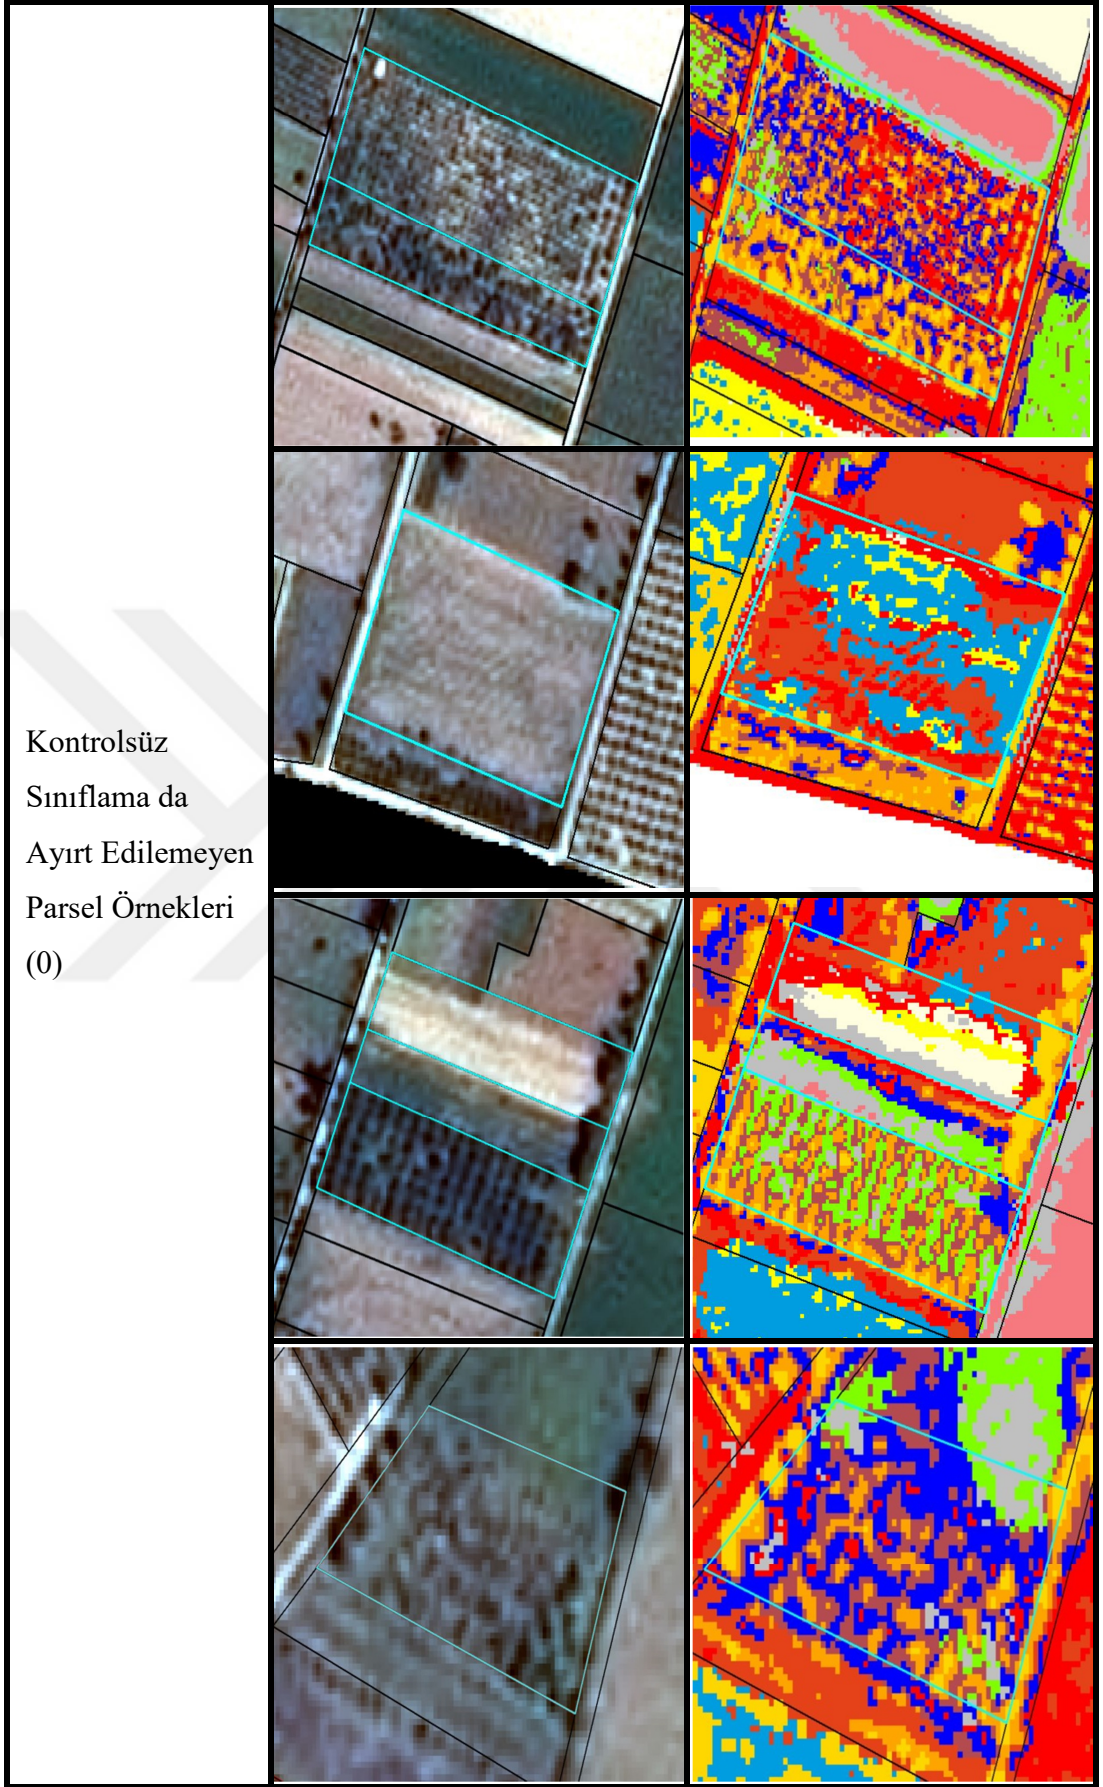 Kontrolsüz
Sınıflama da
Ayırt Edilemeyen
Parsel Örnekleri
(0)